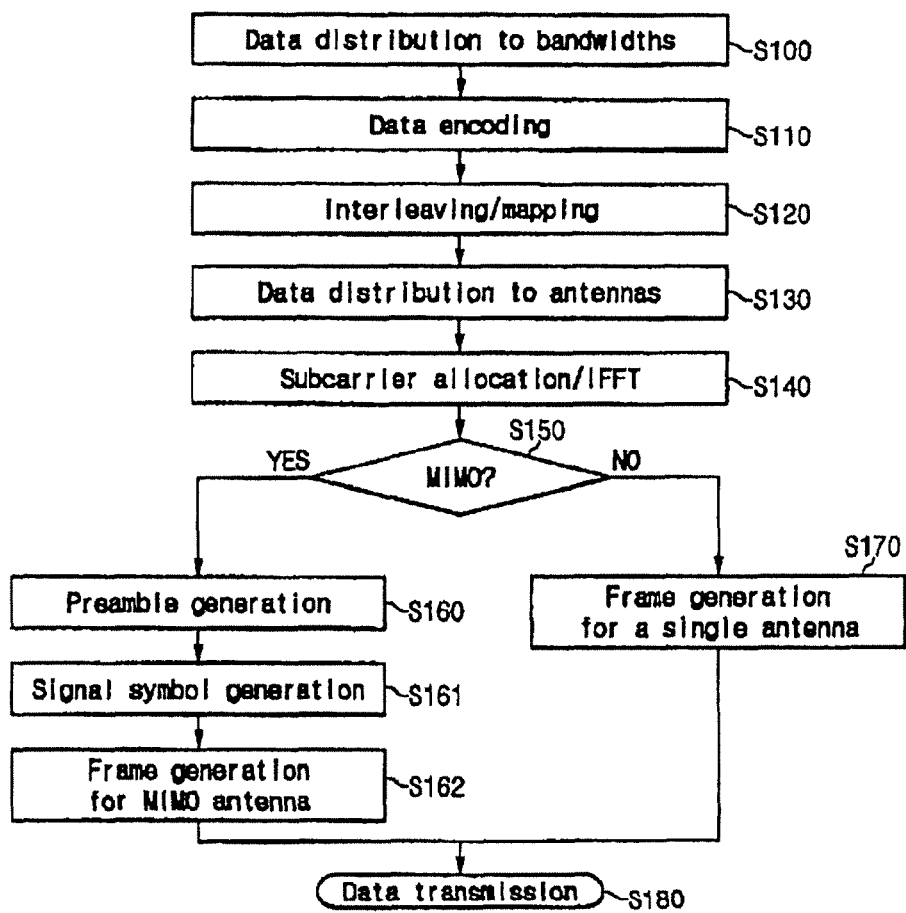 Data distribution to bandwidths
S100
Data encoding
S110
Interleaving/mapping
S120
Data distribution to antennas
S130
Subcarrier allocation/IFFT
S140
S150
YES
MIMO?
NO
S170
Preamble generation
S160
Frame generation
for a single antenna
Signal symbol generation
S161
Frame generation
for MIMO antenna
S162
Data transmission
S180